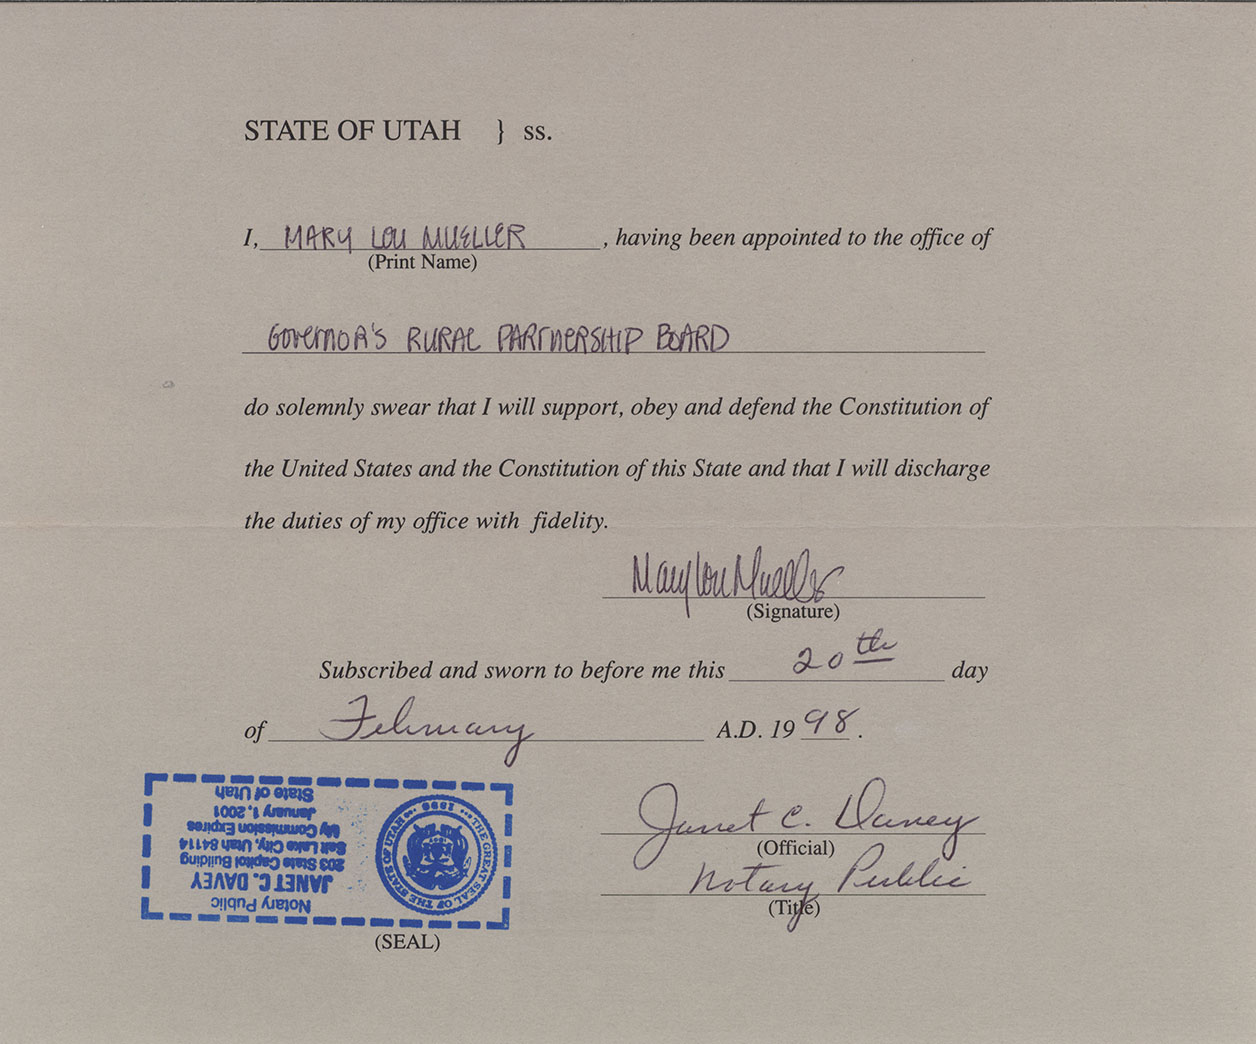 STATE OF UTAH } ss.
I, MARY LOU MUELLER, having been appointed to the office of
(Print Name)
GOVERNOR'S RURAL PARTNERSHIP BOARD
do solemnly swear that I will support, obey and defend the Constitution of
the United States and the Constitution of this State and that I will discharge
the duties of my office with fidelity.
Mary Lou Mueller
(Signature)
Subscribed and sworn to before me this 20th day
of February A.D. 19 98.
Janet C. Davey
(Official)
Notary Public
(Title)
Notary Public
JANET C. DAVEY
203 State Capitol Building
Salt Lake City, Utah 84114
My Commission Expires
January 1, 2001
State of Utah
THE GREAT SEAL OF THE STATE OF UTAH
1896
(SEAL)